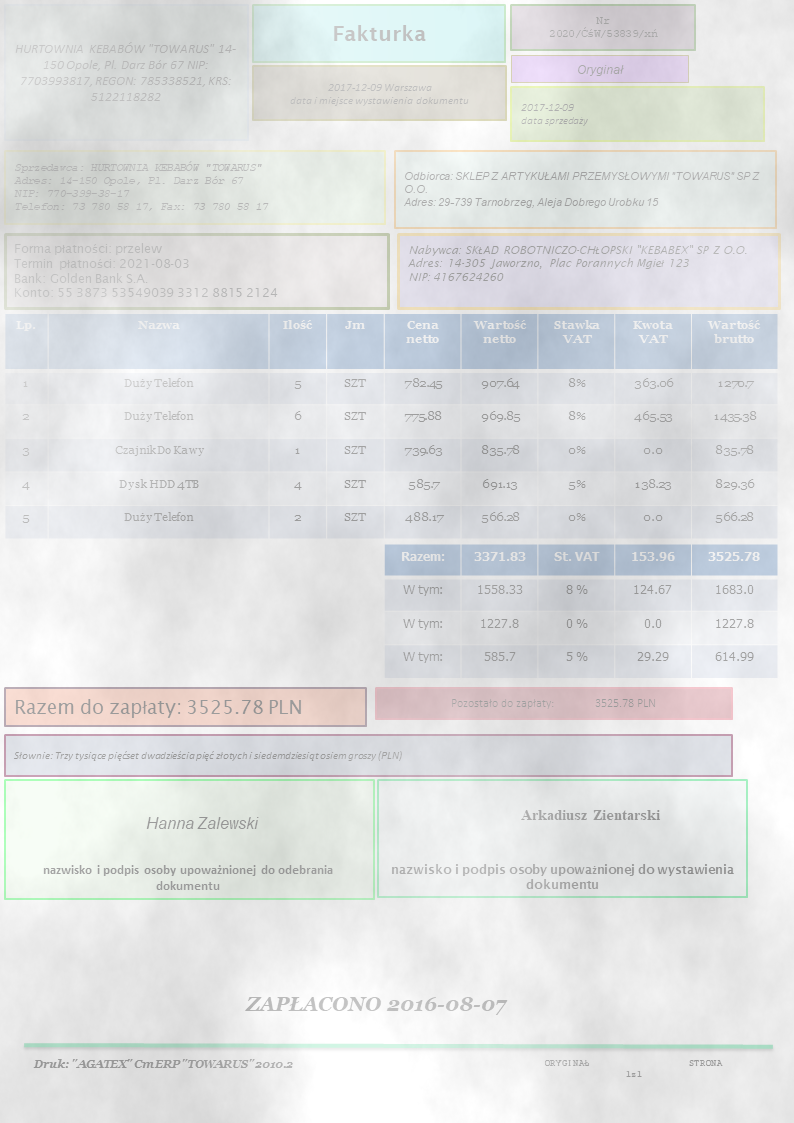 HURTOWNIA KEBABÓW "TOWARUS" 14-
150 Opole, Pl. Darz Bór 67 NIP:
7703993817, REGON: 785338521, KRS:
5122118282
Fakturka
2017-12-09 Warszawa
data i miejsce wystawienia dokumentu
Nr
2020/ĆśW/53839/xń
Oryginał
2017-12-09
data sprzedaży
Sprzedawca: HURTOWNIA KEBABÓW "TOWARUS"
Adres: 14-150 Opole, Pl. Darz Bór 67
NIP: 770-399-38-17
Telefon: 73 780 58 17, Fax: 73 780 58 17
Odbiorca: SKLEP Z ARTYKUŁAMI PRZEMYSŁOWYMI "TOWARUS" SP Z
O.O.
Adres: 29-739 Tarnobrzeg, Aleja Dobrego Urobku 15
Forma płatności: przelew
Termin płatności: 2021-08-03
Bank: Golden Bank S.A.
Konto: 55 3873 53549039 3312 8815 2124
Nabywca: SKŁAD ROBOTNICZO-CHŁOPSKI "KEBABEX" SP Z O.O.
Adres: 14-305 Jaworzno, Plac Porannych Mgieł 123
NIP: 4167624260
Lp. Nazwa Ilość Jm Cena netto Wartość netto Stawka VAT Kwota VAT Wartość brutto
1 Duży Telefon 5 SZT 782.45 907.64 8% 363.06 1270.7
2 Duży Telefon 6 SZT 775.88 969.85 8% 465.53 1435.38
3 Czajnik Do Kawy 1 SZT 739.63 835.78 0% 0.0 835.78
4 Dysk HDD 4TB 4 SZT 585.7 691.13 5% 138.23 829.36
5 Duży Telefon 2 SZT 488.17 566.28 0% 0.0 566.28
Razem: 3371.83 St. VAT 153.96 3525.78
W tym: 1558.33 8 % 124.67 1683.0
W tym: 1227.8 0 % 0.0 1227.8
W tym: 585.7 5 % 29.29 614.99
Razem do zapłaty: 3525.78 PLN
Pozostało do zapłaty: 3525.78 PLN
Słownie: Trzy tysiące pięćset dwadzieścia pięć złotych i siedemdziesiąt osiem groszy (PLN)
Hanna Zalewski
nazwisko i podpis osoby upoważnionej do odebrania
dokumentu
Arkadiusz Zientarski
nazwisko i podpis osoby upoważnionej do wystawienia
dokumentu
ZAPŁACONO 2016-08-07
Druk: "AGATEX" CmERP "TOWARUS" 2010.2
ORYGINAŁ STRONA
1z1